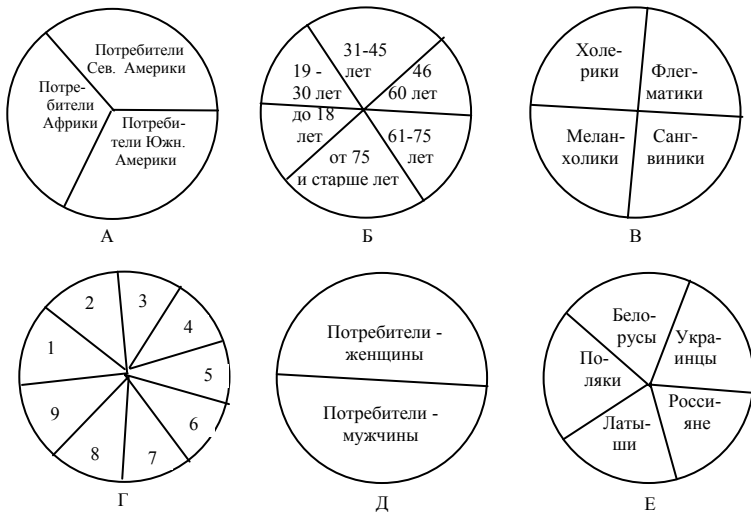 Потребители
Сев. Америки
Потре-
бители
Африки
Потреби-
тели Южн.
Америки
А
31-45
лет
19 -
30 лет
46
60 лет
до 18
лет
61-75
лет
от 75
и старше лет
Б
Холе-
рики
Флег-
матики
Мелан-
холики
Санг-
виники
В
1
2
3
4
5
6
7
8
9
Г
Потребители -
женщины
Потребители -
мужчины
Д
Бело-
русы
Укра-
инцы
По-
ляки
Росси-
яне
Латы-
ши
Е